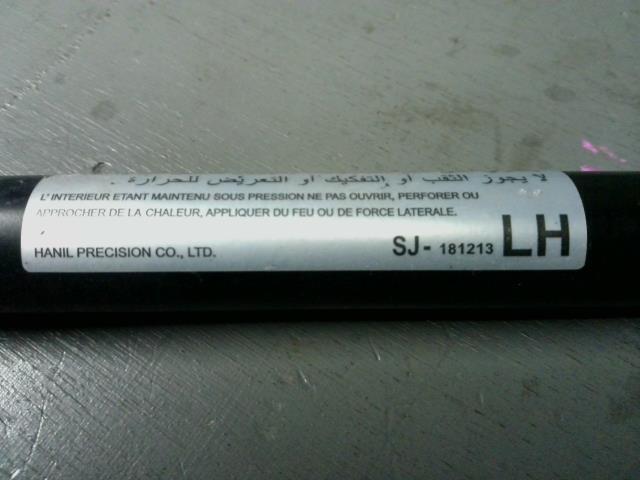 لا يجوز الثقب او التفكيك او التعريض للحرارة .
L' INTERIEUR ETANT MAINTENU SOUS PRESSION NE PAS OUVRIR, PERFORER OU
APPROCHER DE LA CHALEUR, APPLIQUER DU FEU OU DE FORCE LATERALE.
HANIL PRECISION CO., LTD. SJ- 181213 LH